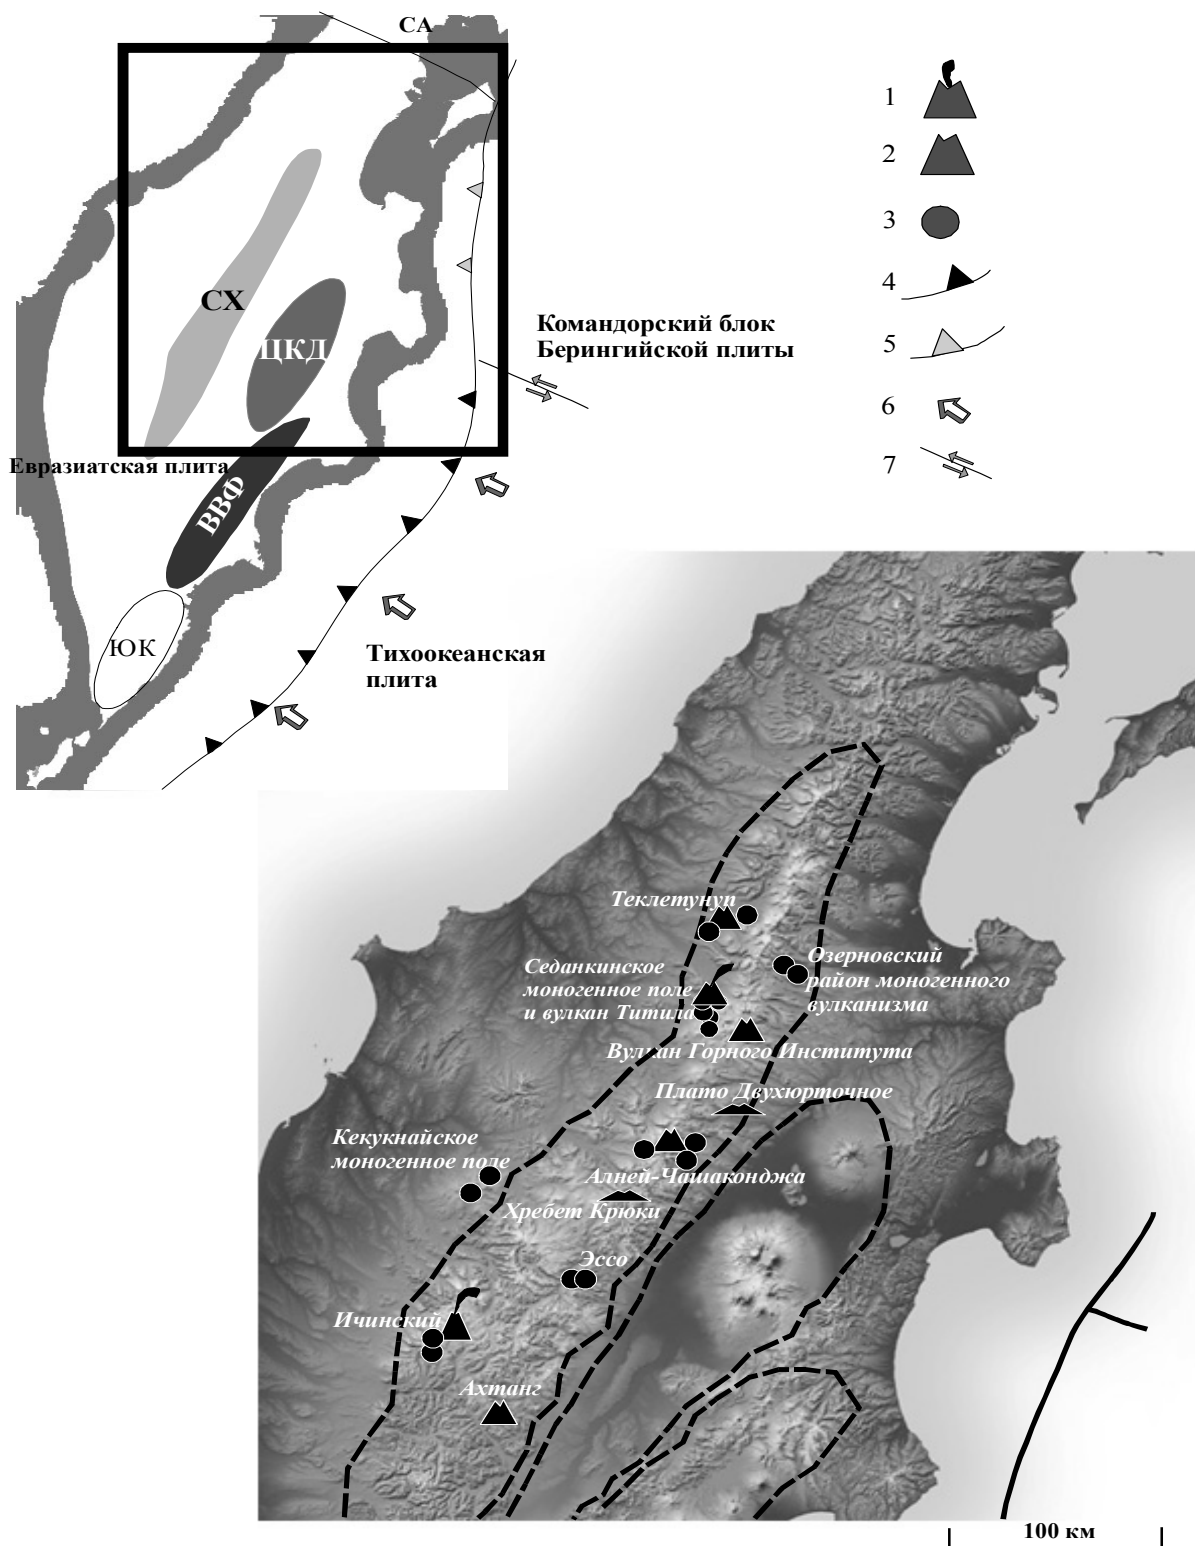 СА
СХ
ЦКД
Командорский блок
Берингийской плиты
Евразиатская плита
ВВФ
ЮК
Тихоокеанская
плита
1
2
3
4
5
6
7
Теклетунуп
Озерновский
район моногенного
вулканизма
Седанкинское
моногенное поле
и вулкан Титила
Вулкан Горного Института
Плато Двухюрточное
Кекукнайское
моногенное поле
Алней-Чашаконджа
Хребет Крюки
Эссо
Ичинский
Ахтанг
100 км